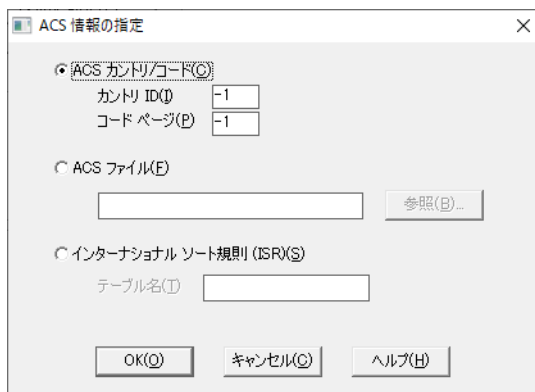 ACS 情報の指定
ACS カントリ/コード(C)
カントリ ID(I) -1
コード ページ(P) -1
ACS ファイル(F)
参照(B)...
インターナショナル ソート規則 (ISR)(S)
テーブル名(T)
OK(O) キャンセル(C) ヘルプ(H)